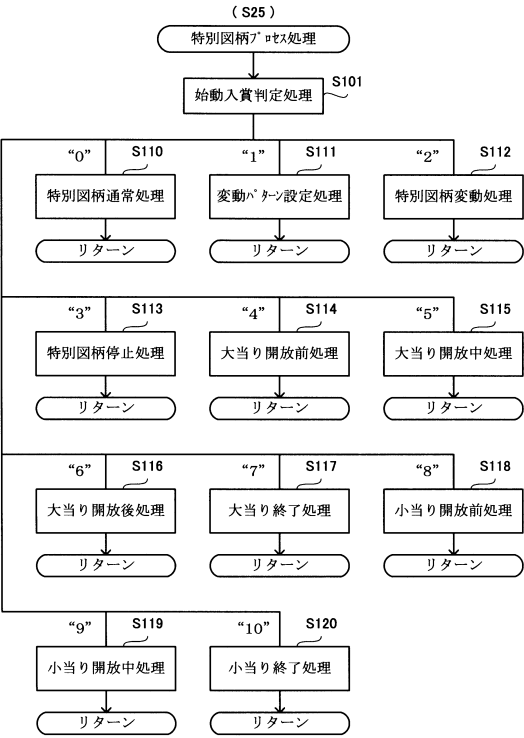 （S25）
特別図柄ﾌﾟﾛｾｽ処理
S101
始動入賞判定処理
“0” S110 “1” S111 “2” S112
特別図柄通常処理 変動ﾊﾟﾀｰﾝ設定処理 特別図柄変動処理
リターン リターン リターン
“3” S113 “4” S114 “5” S115
特別図柄停止処理 大当り開放前処理 大当り開放中処理
リターン リターン リターン
“6” S116 “7” S117 “8” S118
大当り開放後処理 大当り終了処理 小当り開放前処理
リターン リターン リターン
“9” S119 “10” S120
小当り開放中処理 小当り終了処理
リターン リターン